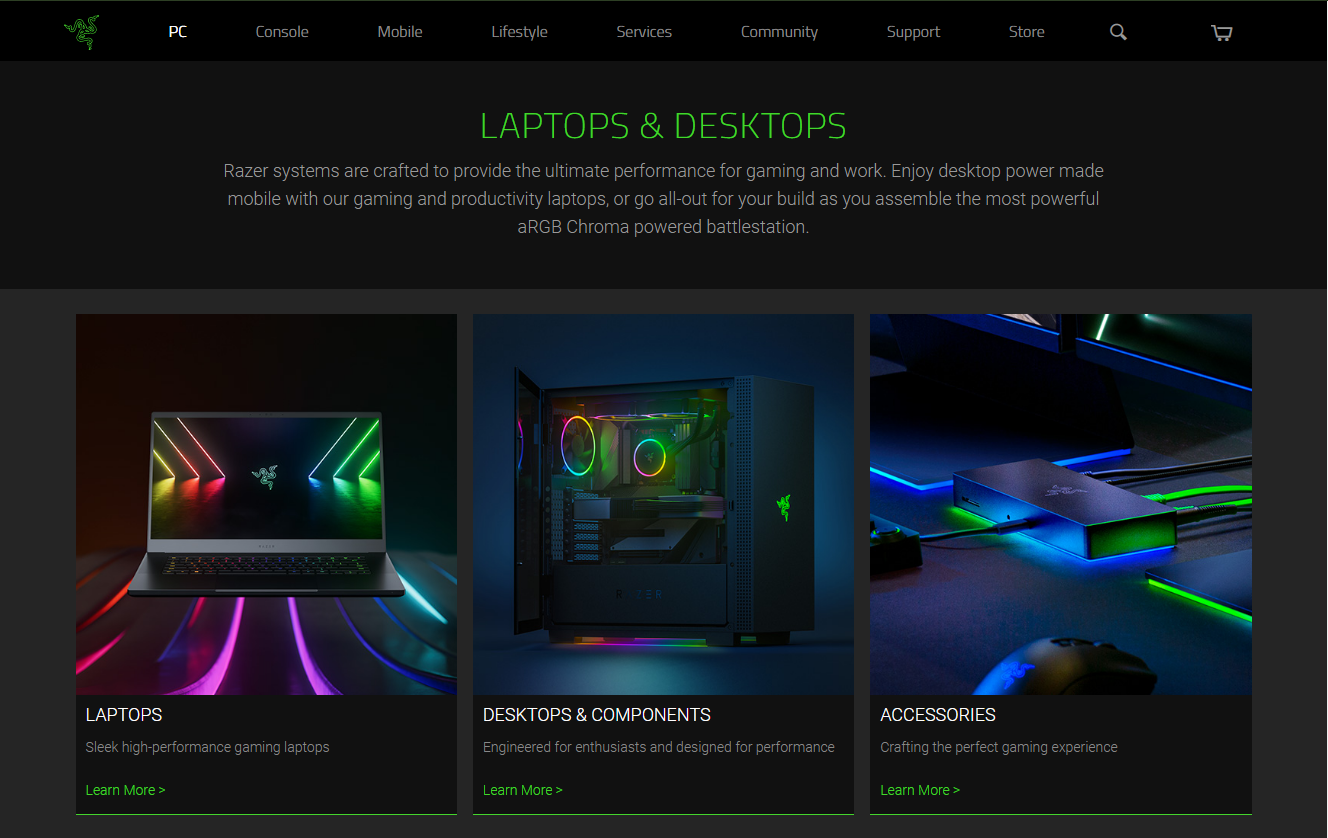 PC Console Mobile Lifestyle Services Community Support Store
LAPTOPS & DESKTOPS
Razer systems are crafted to provide the ultimate performance for gaming and work. Enjoy desktop power made
mobile with our gaming and productivity laptops, or go all-out for your build as you assemble the most powerful
aRGB Chroma powered battlestation.
RAZER
RAZER
LAPTOPS
Sleek high-performance gaming laptops
Learn More >
DESKTOPS & COMPONENTS
Engineered for enthusiasts and designed for performance
Learn More >
ACCESSORIES
Crafting the perfect gaming experience
Learn More >